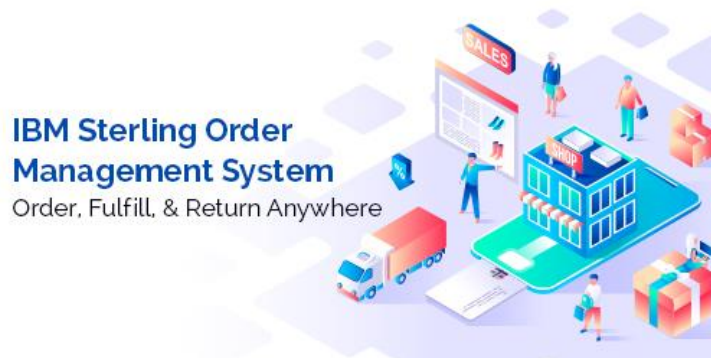 IBM Sterling Order
Management System
Order, Fulfill, & Return Anywhere
SALES
SHOP
%